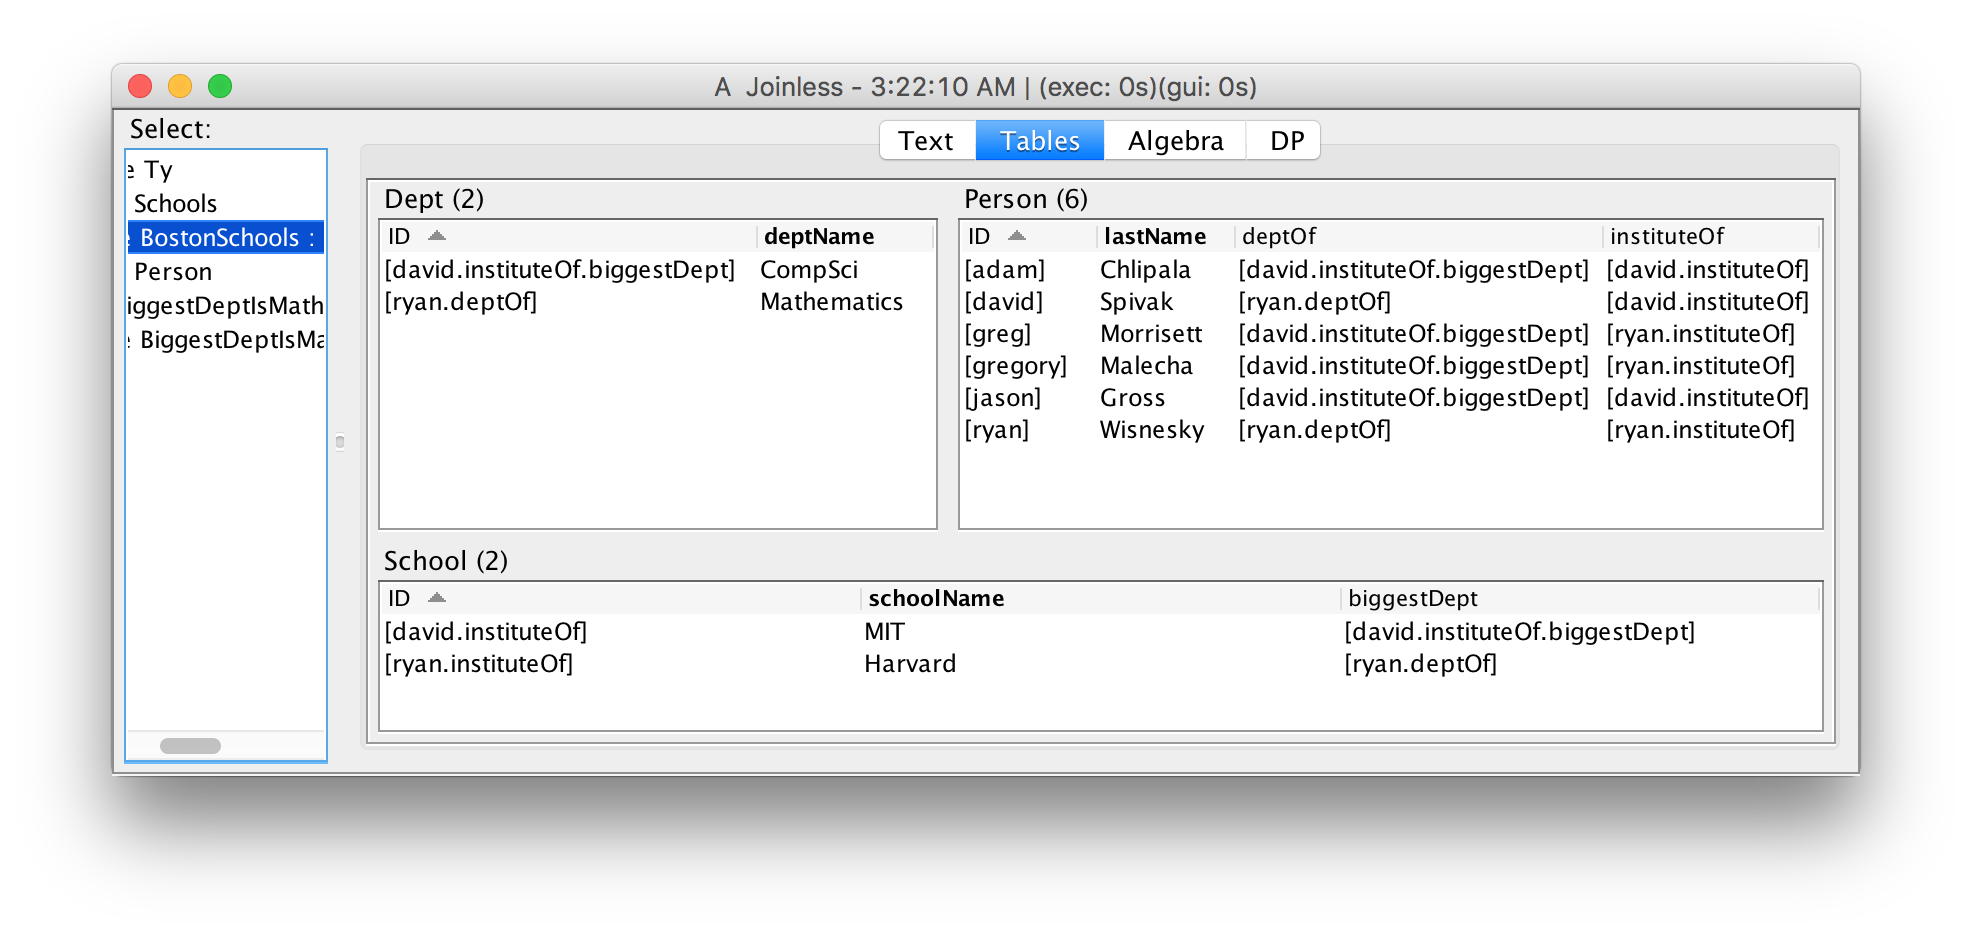 A Joinless - 3:22:10 AM | (exec: 0s)(gui: 0s)
Select:
e Ty
Schools
e BostonSchools :
Person
iggestDeptIsMath
e BiggestDeptIsMa
Text Tables Algebra DP
Dept (2)
ID deptName
[david.instituteOf.biggestDept] CompSci
[ryan.deptOf] Mathematics
Person (6)
ID lastName deptOf instituteOf
[adam] Chlipala [david.instituteOf.biggestDept] [david.instituteOf]
[david] Spivak [ryan.deptOf] [david.instituteOf]
[greg] Morrisett [david.instituteOf.biggestDept] [ryan.instituteOf]
[gregory] Malecha [david.instituteOf.biggestDept] [ryan.instituteOf]
[jason] Gross [david.instituteOf.biggestDept] [david.instituteOf]
[ryan] Wisnesky [ryan.deptOf] [ryan.instituteOf]
School (2)
ID schoolName biggestDept
[david.instituteOf] MIT [david.instituteOf.biggestDept]
[ryan.instituteOf] Harvard [ryan.deptOf]